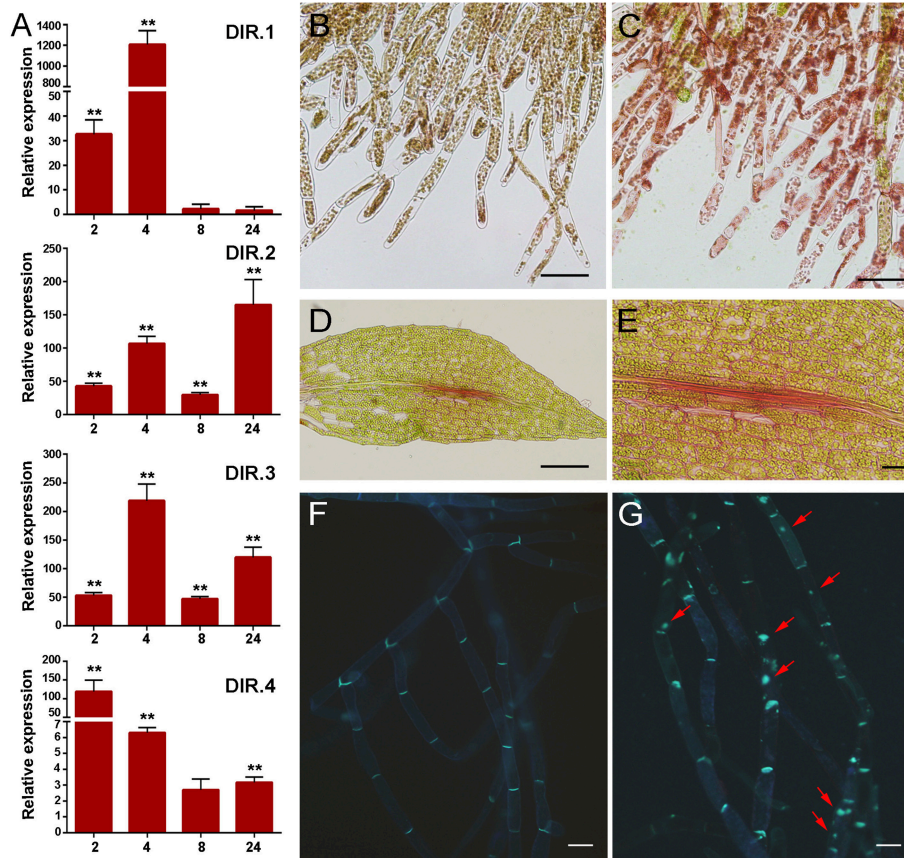 A
DIR.1
Relative expression
1400
1200
1000
800
50
40
30
20
10
0
**
**
2 4 8 24
DIR.2
Relative expression
250
200
150
100
50
0
**
**
**
**
2 4 8 24
DIR.3
Relative expression
300
250
200
150
100
50
0
**
**
**
**
2 4 8 24
DIR.4
Relative expression
200
150
100
50
7
6
5
4
3
2
1
0
**
**
**
2 4 8 24
B
C
D
E
F
G